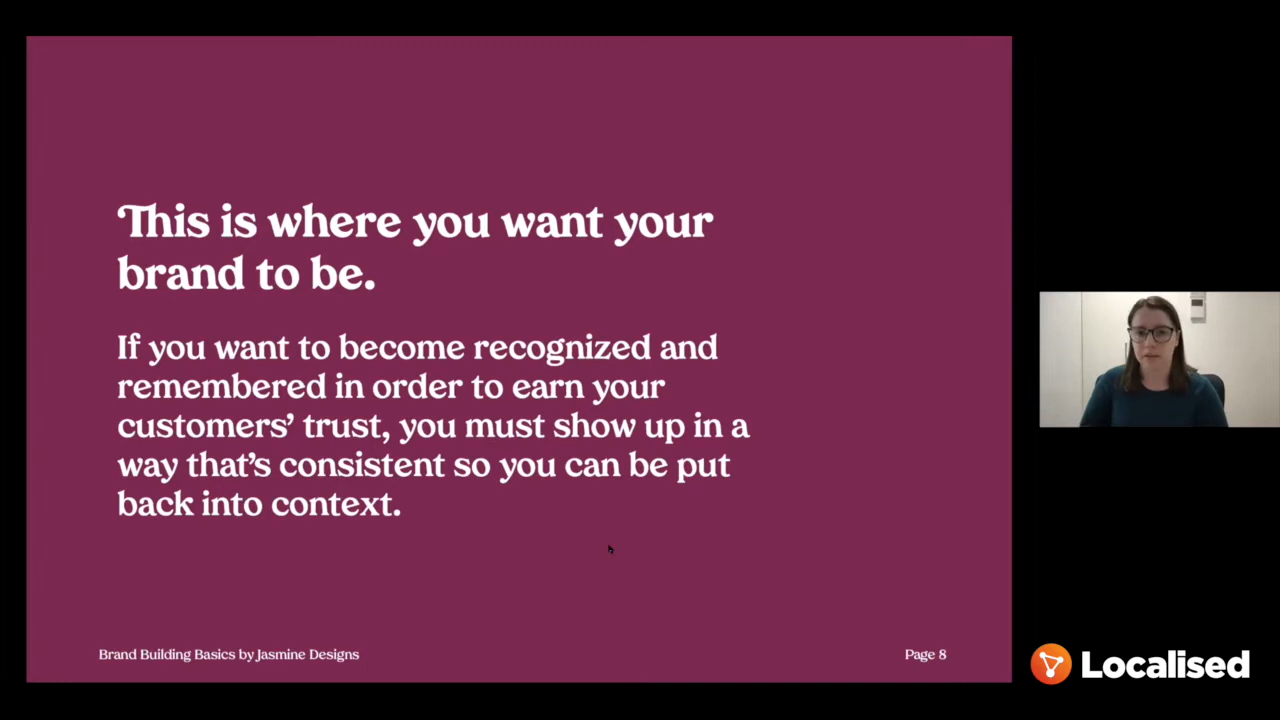 This is where you want your
brand to be.
If you want to become recognized and
remembered in order to earn your
customers’ trust, you must show up in a
way that’s consistent so you can be put
back into context.
Brand Building Basics by Jasmine Designs
Page 8
Localised